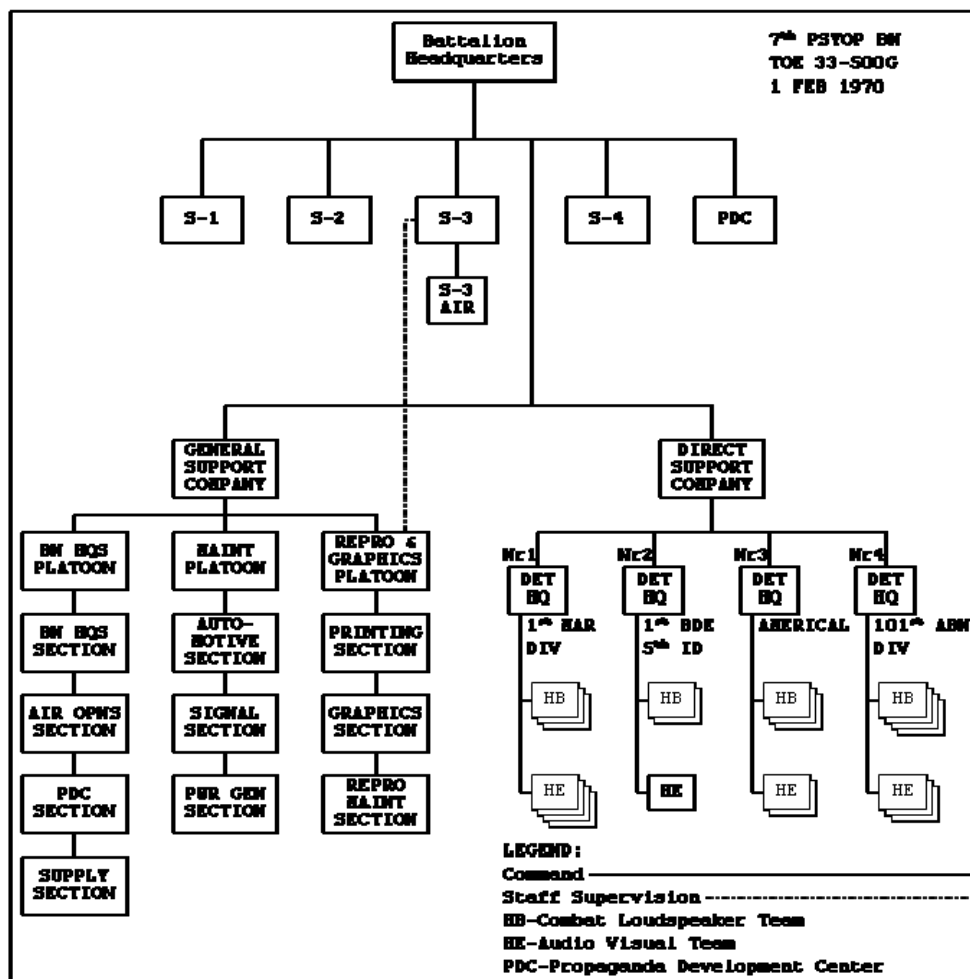 Battalion
Headquarters
7th PSYOP BN
TOE 33-500G
1 FEB 1970
S-1
S-2
S-3
S-4
PDC
S-3
AIR
GENERAL
SUPPORT
COMPANY
DIRECT
SUPPORT
COMPANY
BN HQS
PLATOON
MAINT
PLATOON
REPRO &
GRAPHICS
PLATOON
Nr1
DET
HQ
1st MAR
DIV
Nr2
DET
HQ
1st BDE
5th ID
Nr3
DET
HQ
AMERICAL
Nr4
DET
HQ
101st ABN
DIV
BN HQS
SECTION
AUTO-
MOTIVE
SECTION
PRINTING
SECTION
HB
HB
HB
HB
AIR OPNS
SECTION
SIGNAL
SECTION
GRAPHICS
SECTION
PDC
SECTION
PWR GEN
SECTION
REPRO
MAINT
SECTION
HE
HE
HE
HE
SUPPLY
SECTION
LEGEND:
Command
Staff Supervision
HB-Combat Loudspeaker Team
HE-Audio Visual Team
PDC-Propaganda Development Center